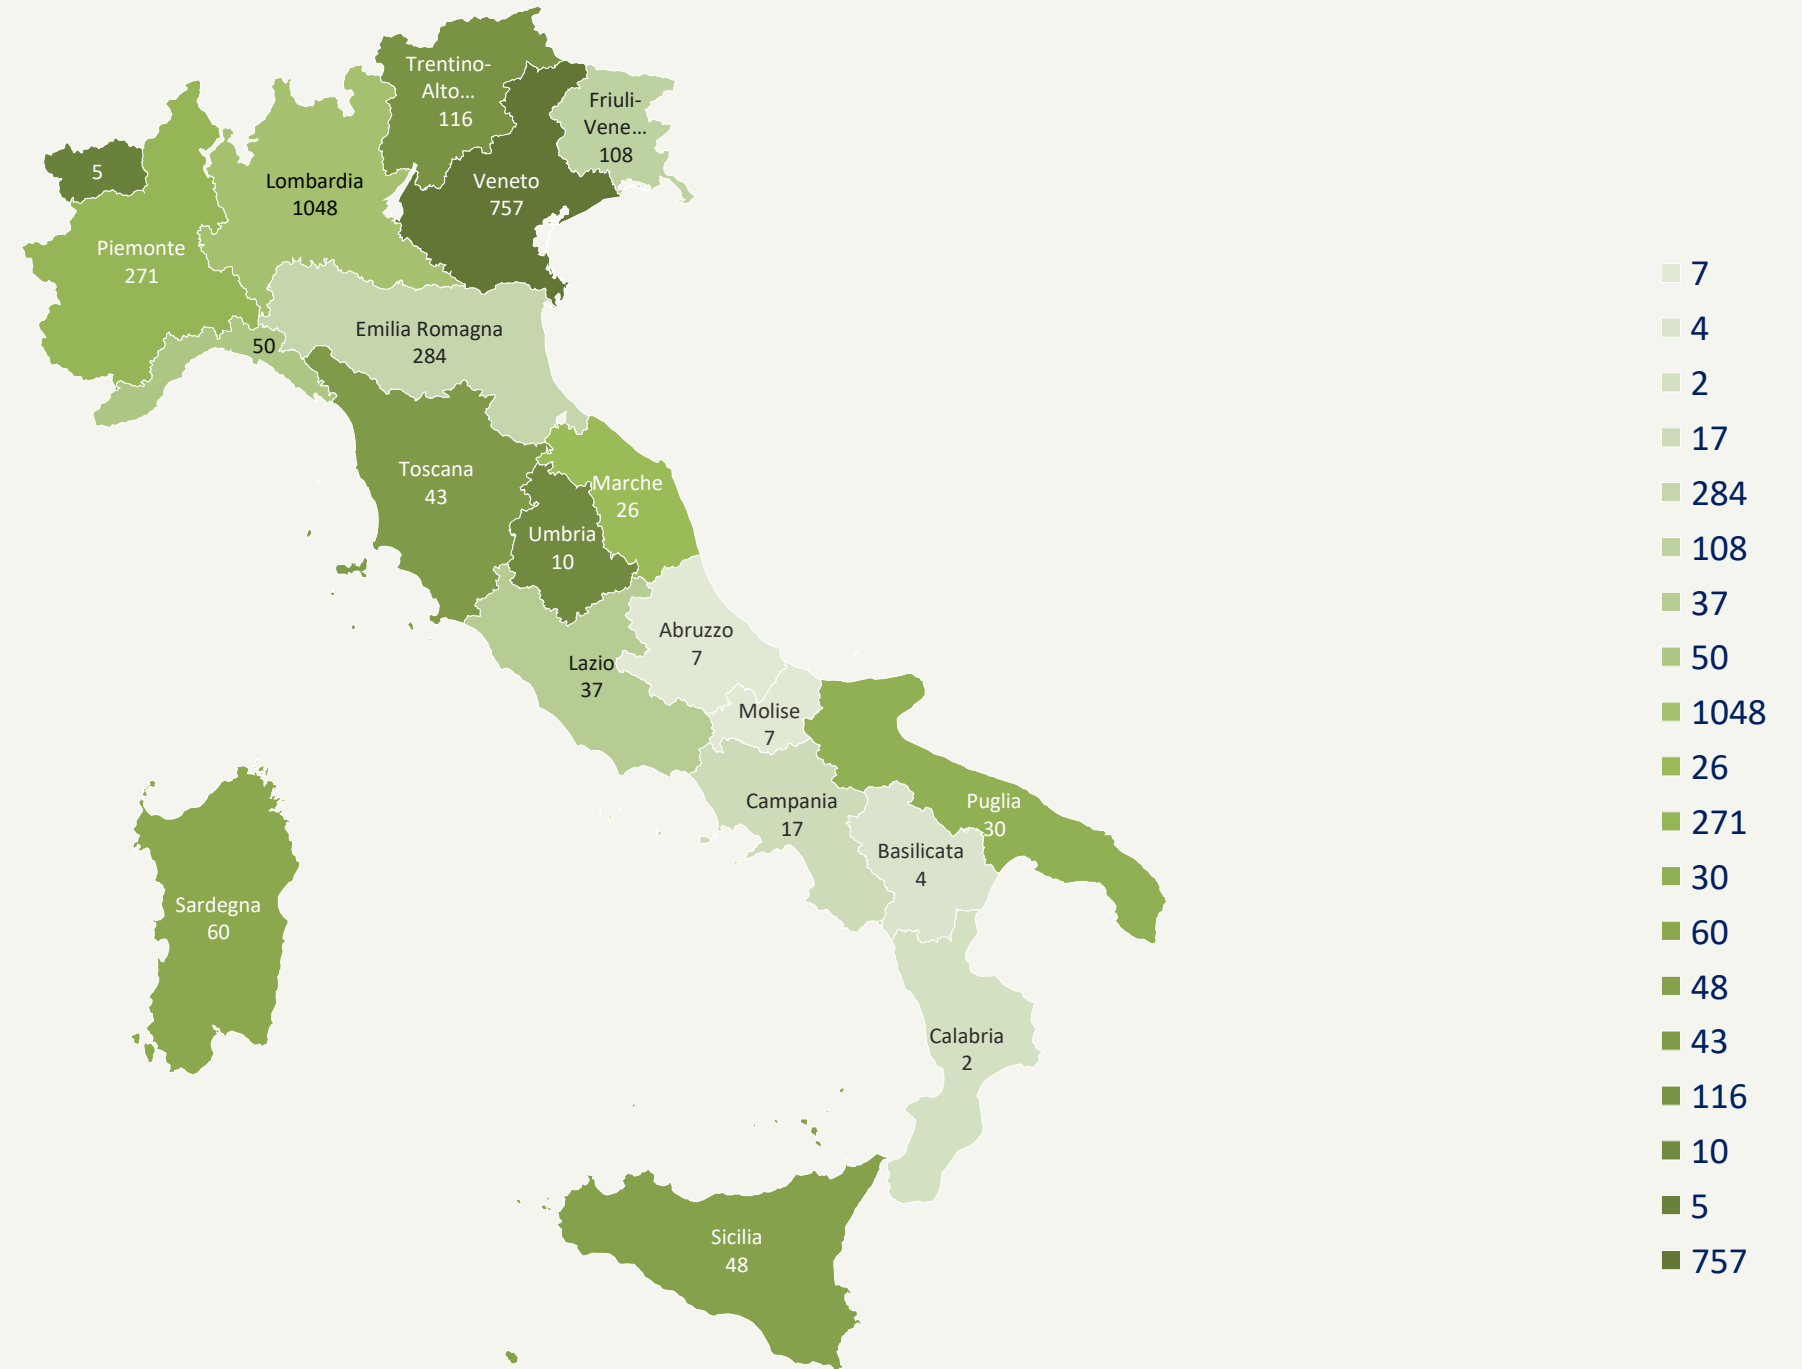 Trentino-
Alto...
116
Friuli-
Vene...
108
5
Lombardia
1048
Veneto
757
Piemonte
271
Emilia Romagna
284
50
Toscana
43
Marche
26
Umbria
10
Abruzzo
7
Lazio
37
Molise
7
Campania
17
Puglia
30
Basilicata
4
Sardegna
60
Calabria
2
Sicilia
48
7
4
2
17
284
108
37
50
1048
26
271
30
60
48
43
116
10
5
757